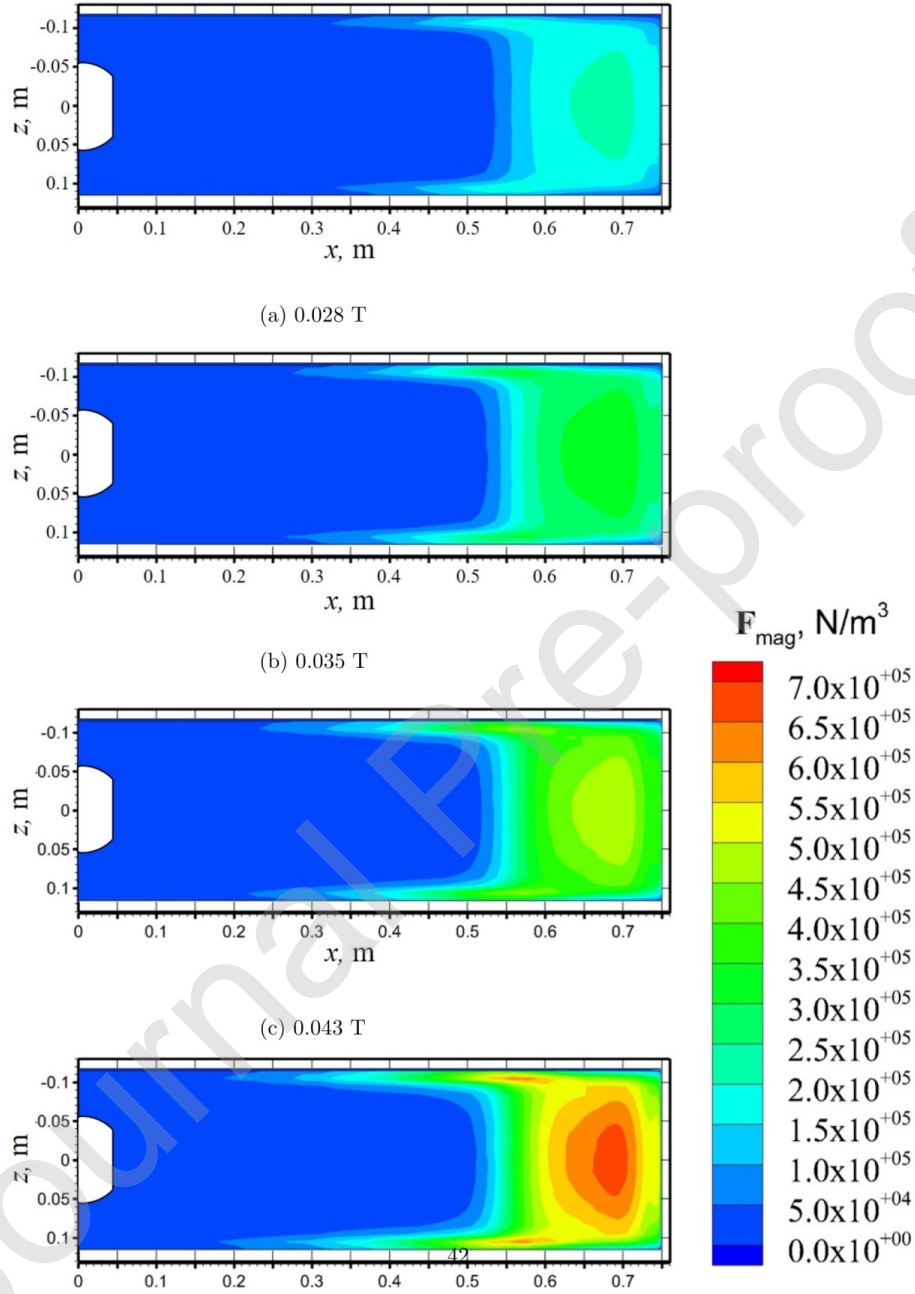 -0.1
-0.05
0
0.05
0.1
z, m
0 0.1 0.2 0.3 0.4 0.5 0.6 0.7
x, m
(a) 0.028 T
-0.1
-0.05
0
0.05
0.1
z, m
0 0.1 0.2 0.3 0.4 0.5 0.6 0.7
x, m
(b) 0.035 T
-0.1
-0.05
0
0.05
0.1
z, m
0 0.1 0.2 0.3 0.4 0.5 0.6 0.7
x, m
(c) 0.043 T
-0.1
-0.05
0
0.05
0.1
z, m
0 0.1 0.2 0.3 0.4 0.5 0.6 0.7
42
F_mag, N/m³
7.0x10⁺⁰⁵
6.5x10⁺⁰⁵
6.0x10⁺⁰⁵
5.5x10⁺⁰⁵
5.0x10⁺⁰⁵
4.5x10⁺⁰⁵
4.0x10⁺⁰⁵
3.5x10⁺⁰⁵
3.0x10⁺⁰⁵
2.5x10⁺⁰⁵
2.0x10⁺⁰⁵
1.5x10⁺⁰⁵
1.0x10⁺⁰⁵
5.0x10⁺⁰⁴
0.0x10⁺⁰⁰
Journal Pre-proof